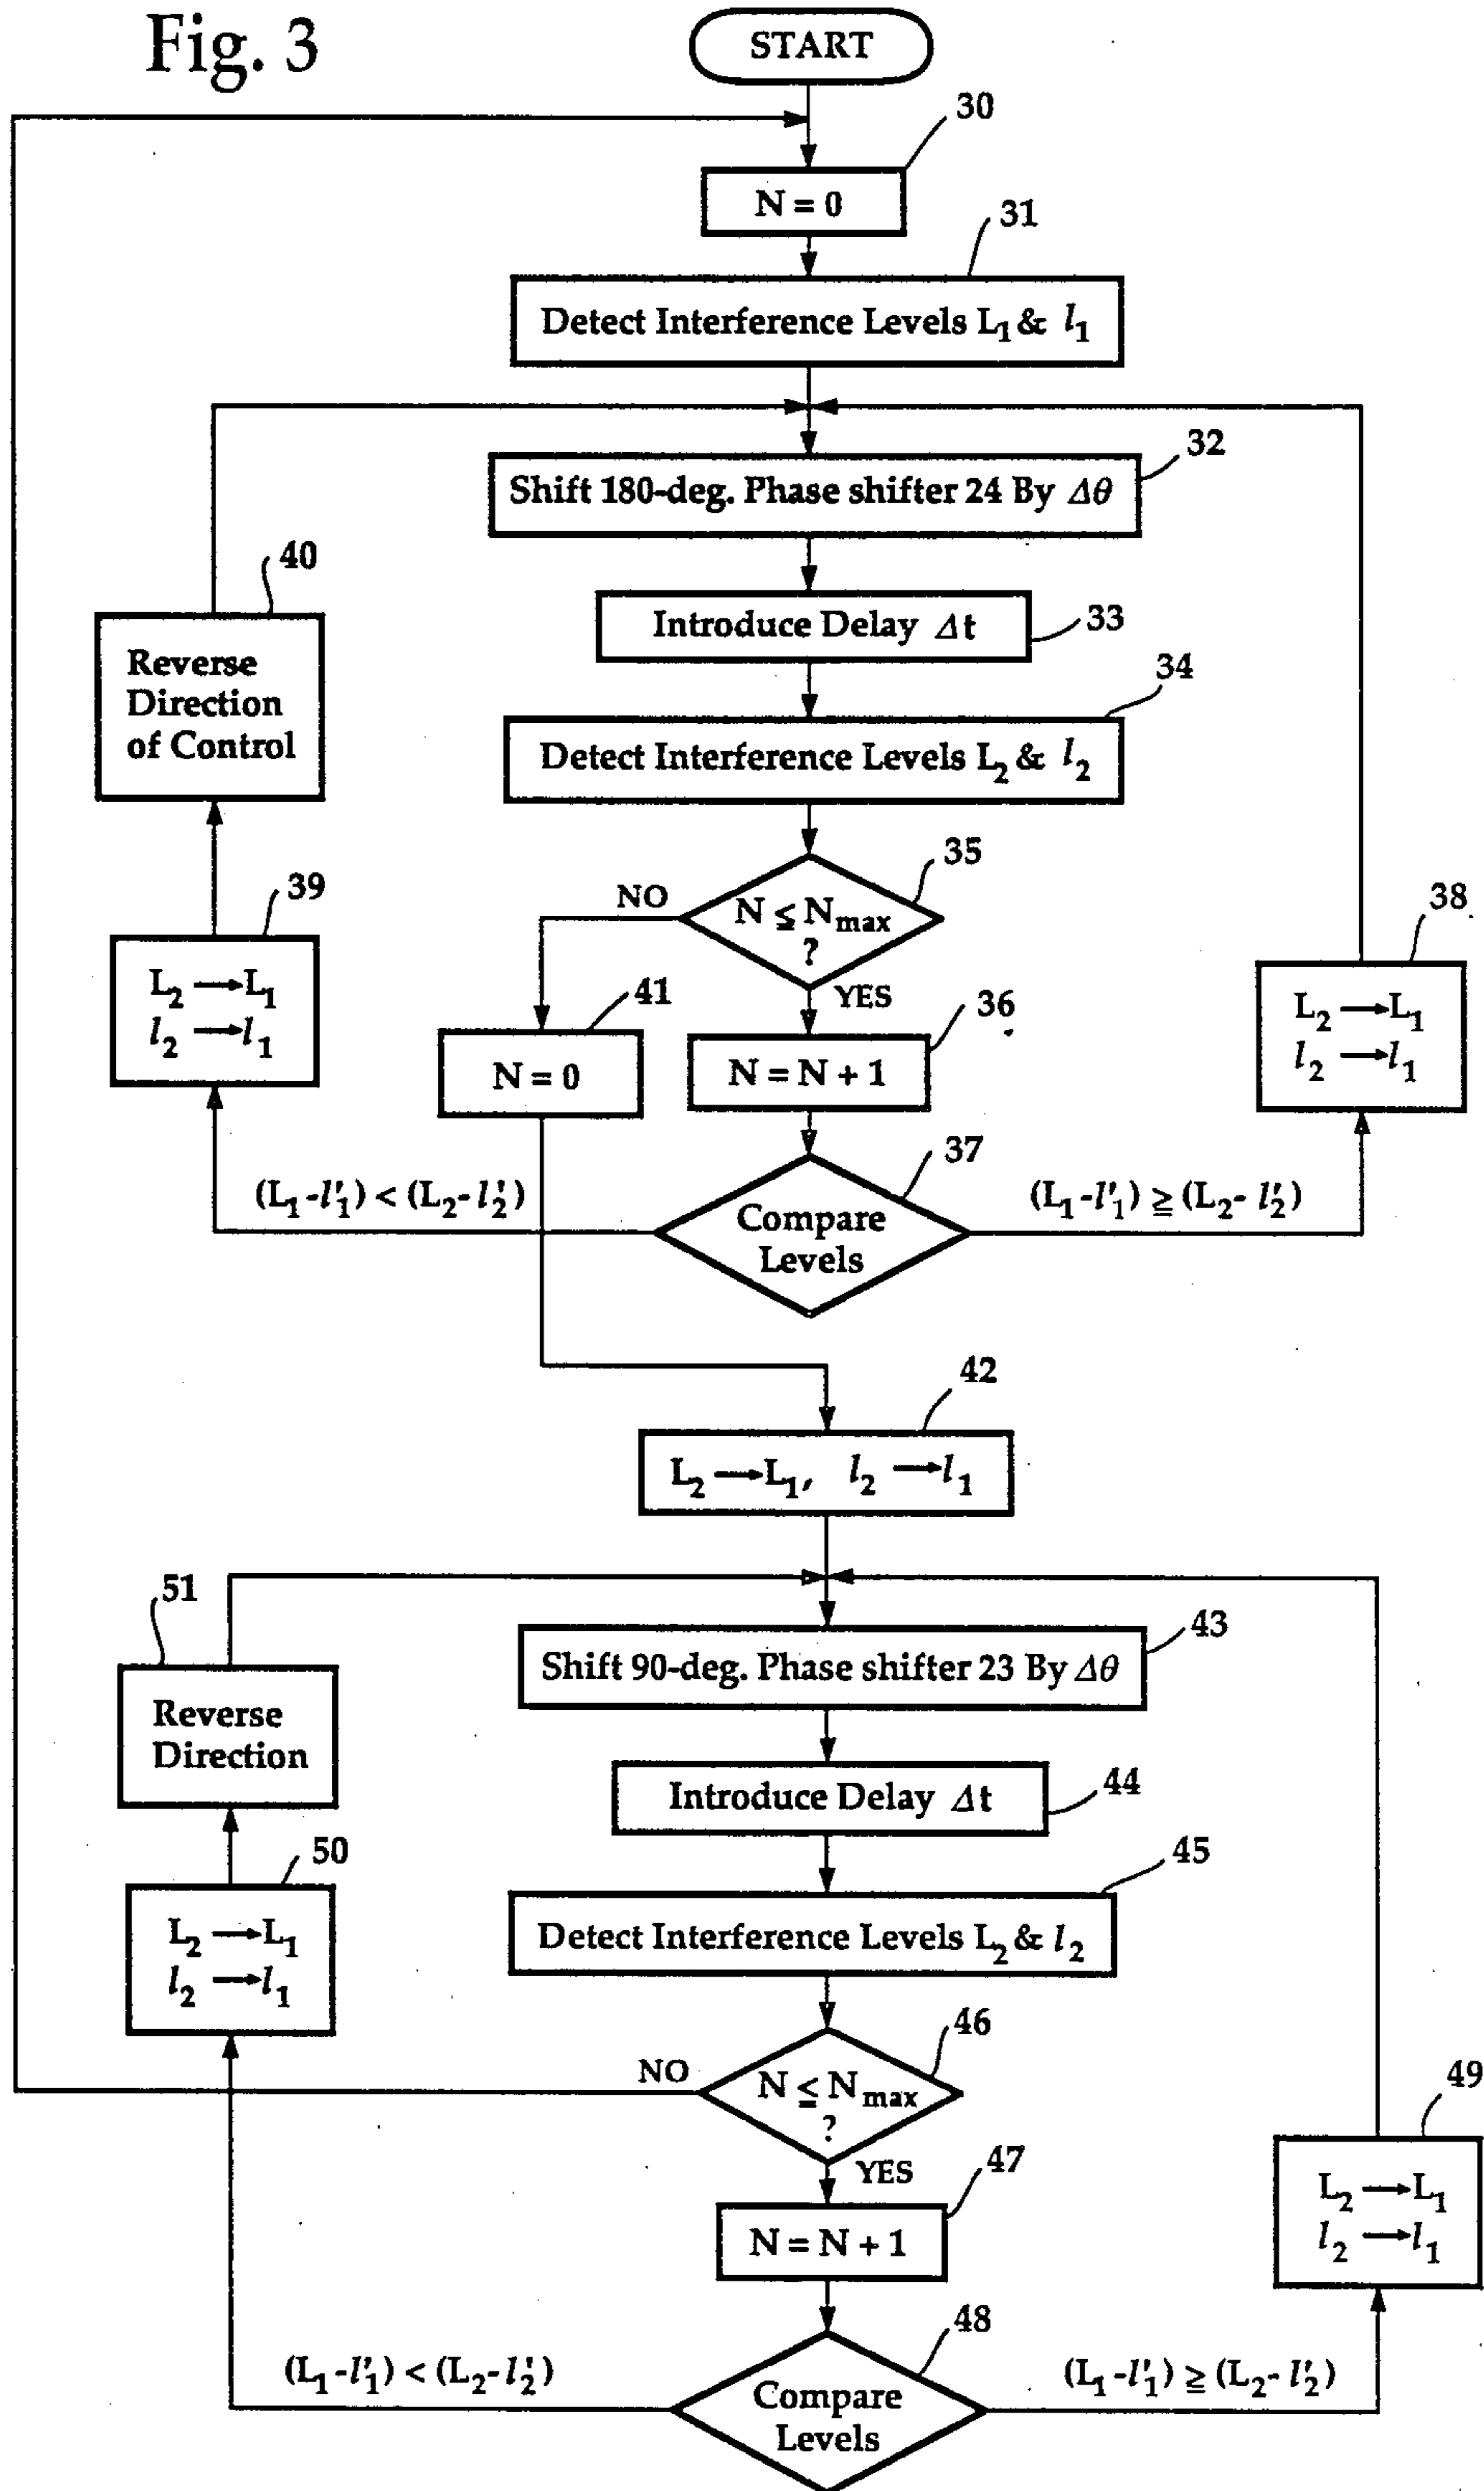 Fig. 3
START
30
N = 0
31
Detect Interference Levels L₁ & l₁
32
Shift 180-deg. Phase shifter 24 By Δθ
40
Reverse
Direction
of Control
Introduce Delay Δt
33
34
Detect Interference Levels L₂ & l₂
35
NO
N ≦ Nmax
?
YES
39
L₂ → L₁
l₂ → l₁
38
L₂ → L₁
l₂ → l₁
41
N = 0
36
N = N + 1
37
(L₁ - l'₁) < (L₂ - l₂')
Compare
Levels
(L₁ - l'₁) ≧ (L₂ - l'₂)
42
L₂ → L₁, l₂ → l₁
51
Reverse
Direction
43
Shift 90-deg. Phase shifter 23 By Δθ
Introduce Delay Δt
44
50
L₂ → L₁
l₂ → l₁
45
Detect Interference Levels L₂ & l₂
46
NO
N ≦ Nmax
?
YES
49
L₂ → L₁
l₂ → l₁
47
N = N + 1
48
(L₁ - l'₁) < (L₂ - l₂')
Compare
Levels
(L₁ - l'₁) ≧ (L₂ - l'₂)